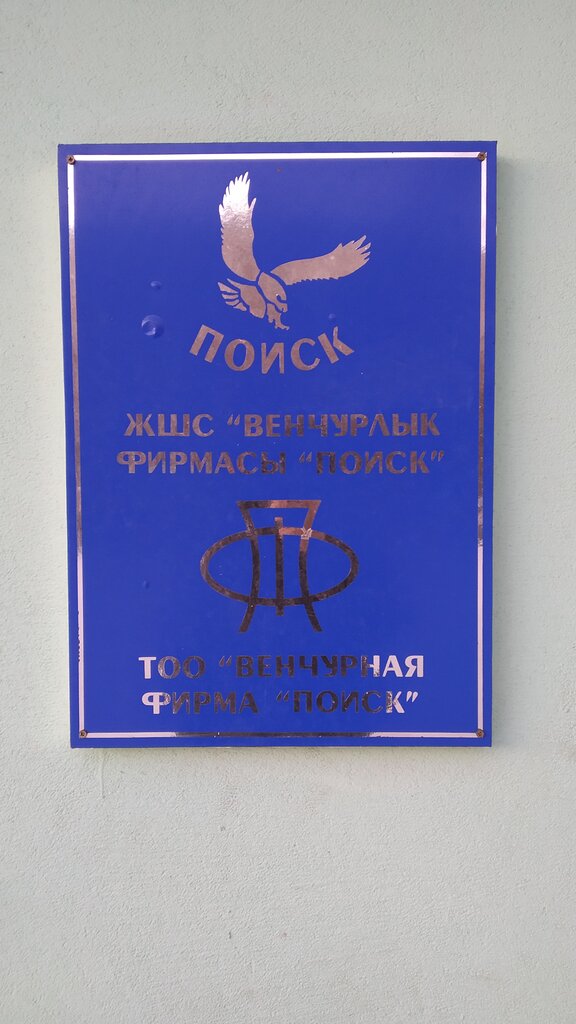 ПОИСК
ЖШС "ВЕНЧУРЛЫК
ФИРМАСЫ "ПОИСК"
ТОО "ВЕНЧУРНАЯ
ФИРМА "ПОИСК"